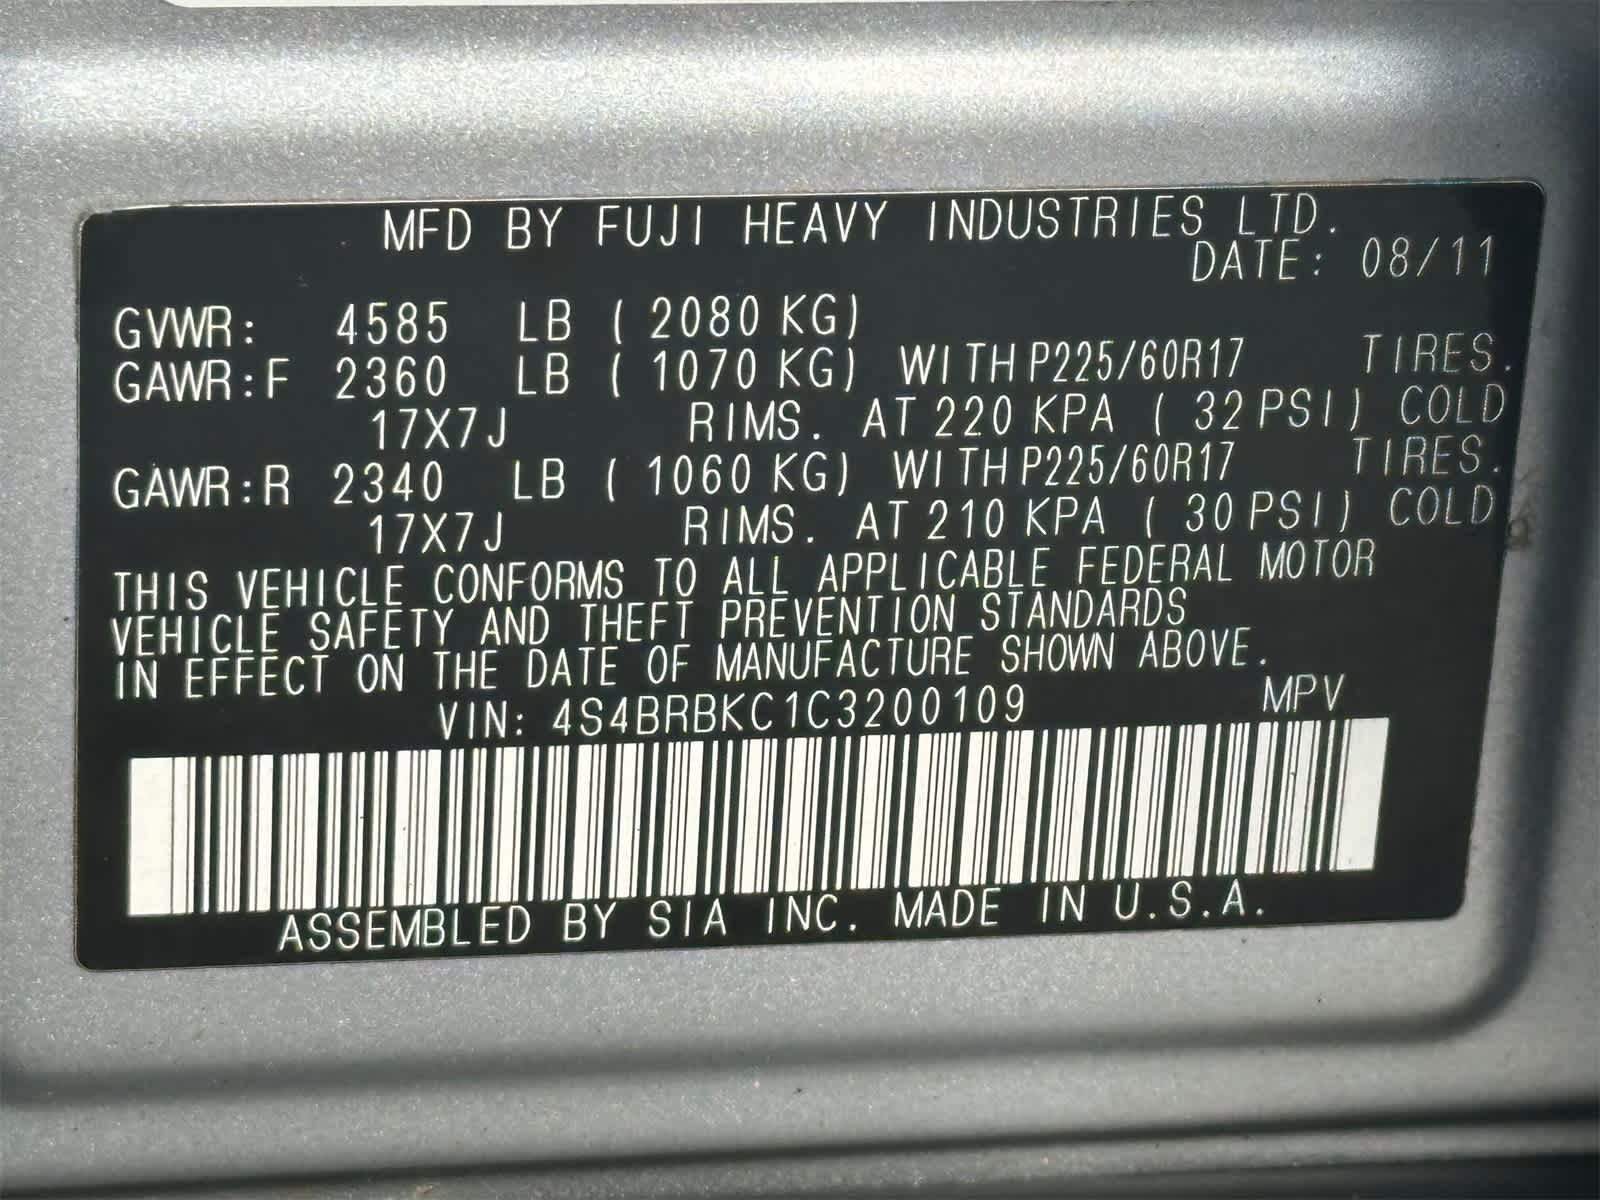 MFD BY FUJI HEAVY INDUSTRIES LTD.
DATE: 08/11
GVWR: 4585 LB ( 2080 KG)
GAWR:F 2360 LB ( 1070 KG) WITH P225/60R17 TIRES.
17X7J RIMS. AT 220 KPA ( 32 PSI) COLD
GAWR:R 2340 LB ( 1060 KG) WITH P225/60R17 TIRES.
17X7J RIMS. AT 210 KPA ( 30 PSI) COLD
THIS VEHICLE CONFORMS TO ALL APPLICABLE FEDERAL MOTOR
VEHICLE SAFETY AND THEFT PREVENTION STANDARDS
IN EFFECT ON THE DATE OF MANUFACTURE SHOWN ABOVE.
VIN: 4S4BRBKC1C3200109 MPV
ASSEMBLED BY SIA INC. MADE IN U.S.A.